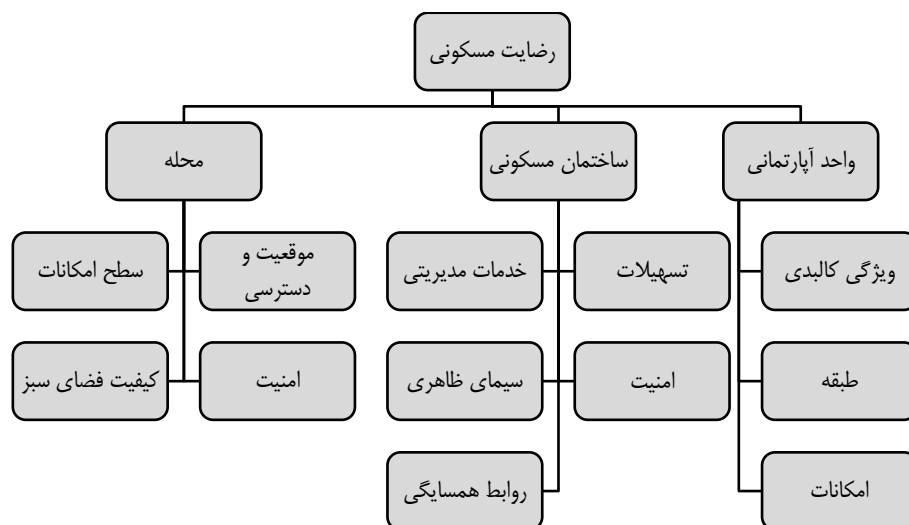 رضایت مسکونی
واحد آپارتمانی
ساختمان مسکونی
محله
ویژگی کالبدی
تسهیلات
خدمات مدیریتی
موقعیت و
دسترسی
سطح امکانات
طبقه
امنیت
سیمای ظاهری
امنیت
کیفیت فضای سبز
امکانات
روابط همسایگی